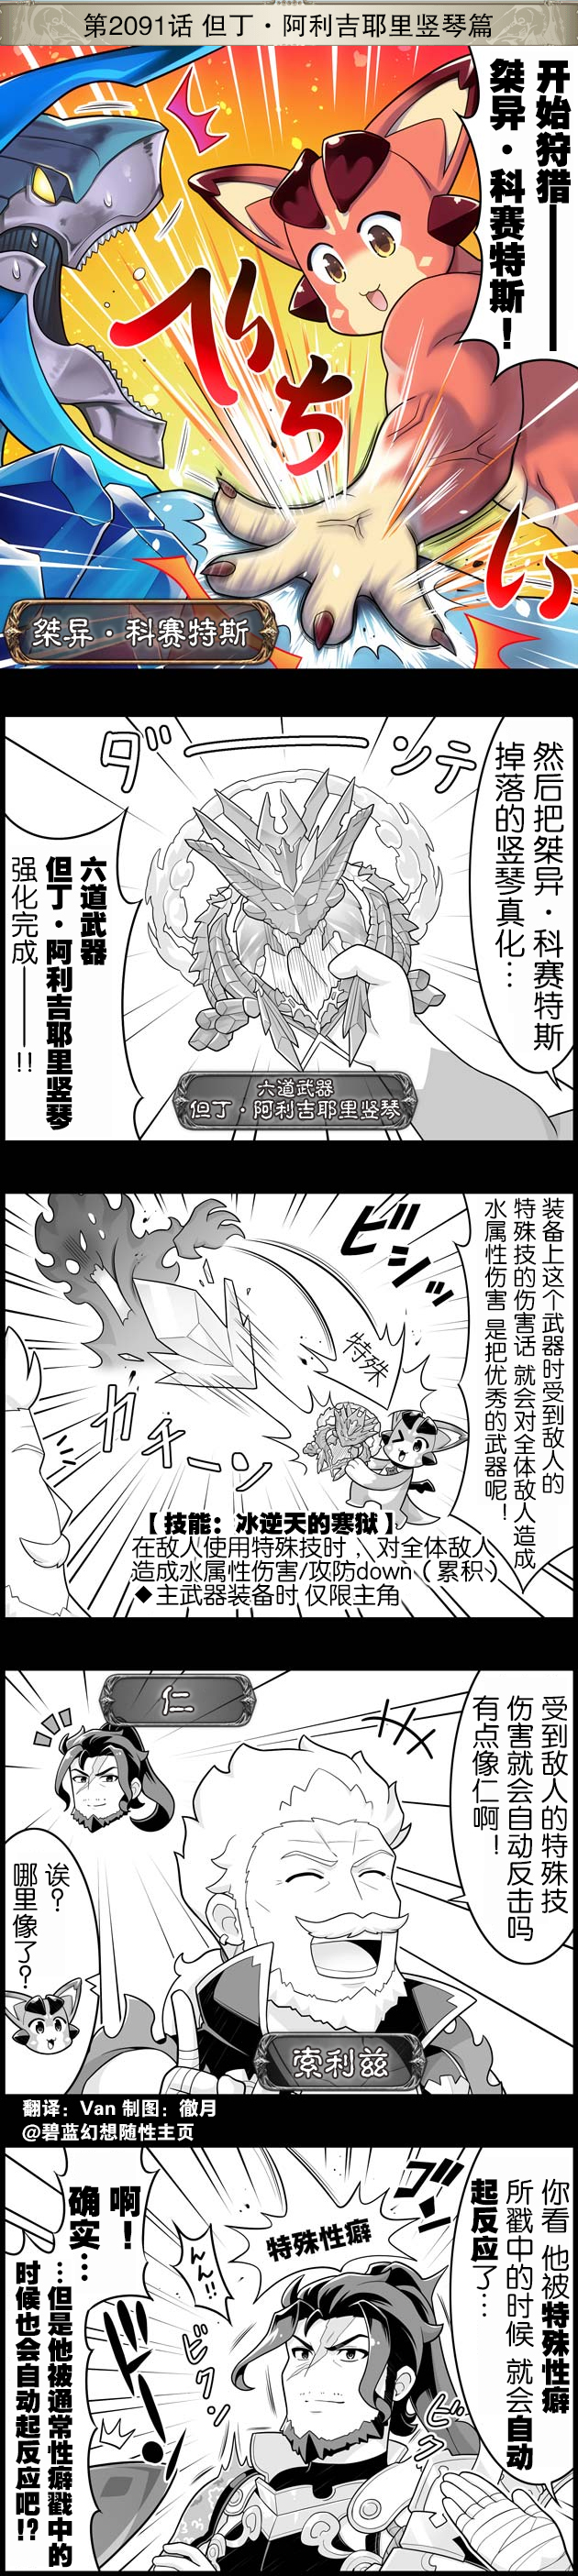 第2091话 但丁・阿利吉耶里竖琴篇
开始狩猎——
桀异・科赛特斯！
べちぃ
桀异・科赛特斯
然后把桀异・科赛特斯
掉落的竖琴真化…
ダーンテ
六道武器
但丁・阿利吉耶里竖琴
强化完成——!!
六道武器
但丁・阿利吉耶里竖琴
装备上这个武器时受到敌人的
特殊技的伤害话 就会对全体敌人造成
水属性伤害 是把优秀的武器呢！
ビシッ
特殊
ガチーン
【技能：冰逆天的寒狱】
在敌人使用特殊技时 、对全体敌人
造成水属性伤害/攻防down（累积）
◆主武器装备时 仅限主角
受到敌人的特殊技
伤害就会自动反击吗
有点像仁啊！
仁
诶？
哪里像了？
索利兹
翻译：Van 制图：徹月
@碧蓝幻想随性主页
你看 他被特殊性癖
所戳中的时候 就会自动
起反应了…
ゴー
特殊性癖
んん!!
ビクン
ビクッ
啊！
确实…
…但是他被通常性癖戳中的
时候也会自动起反应吧!?